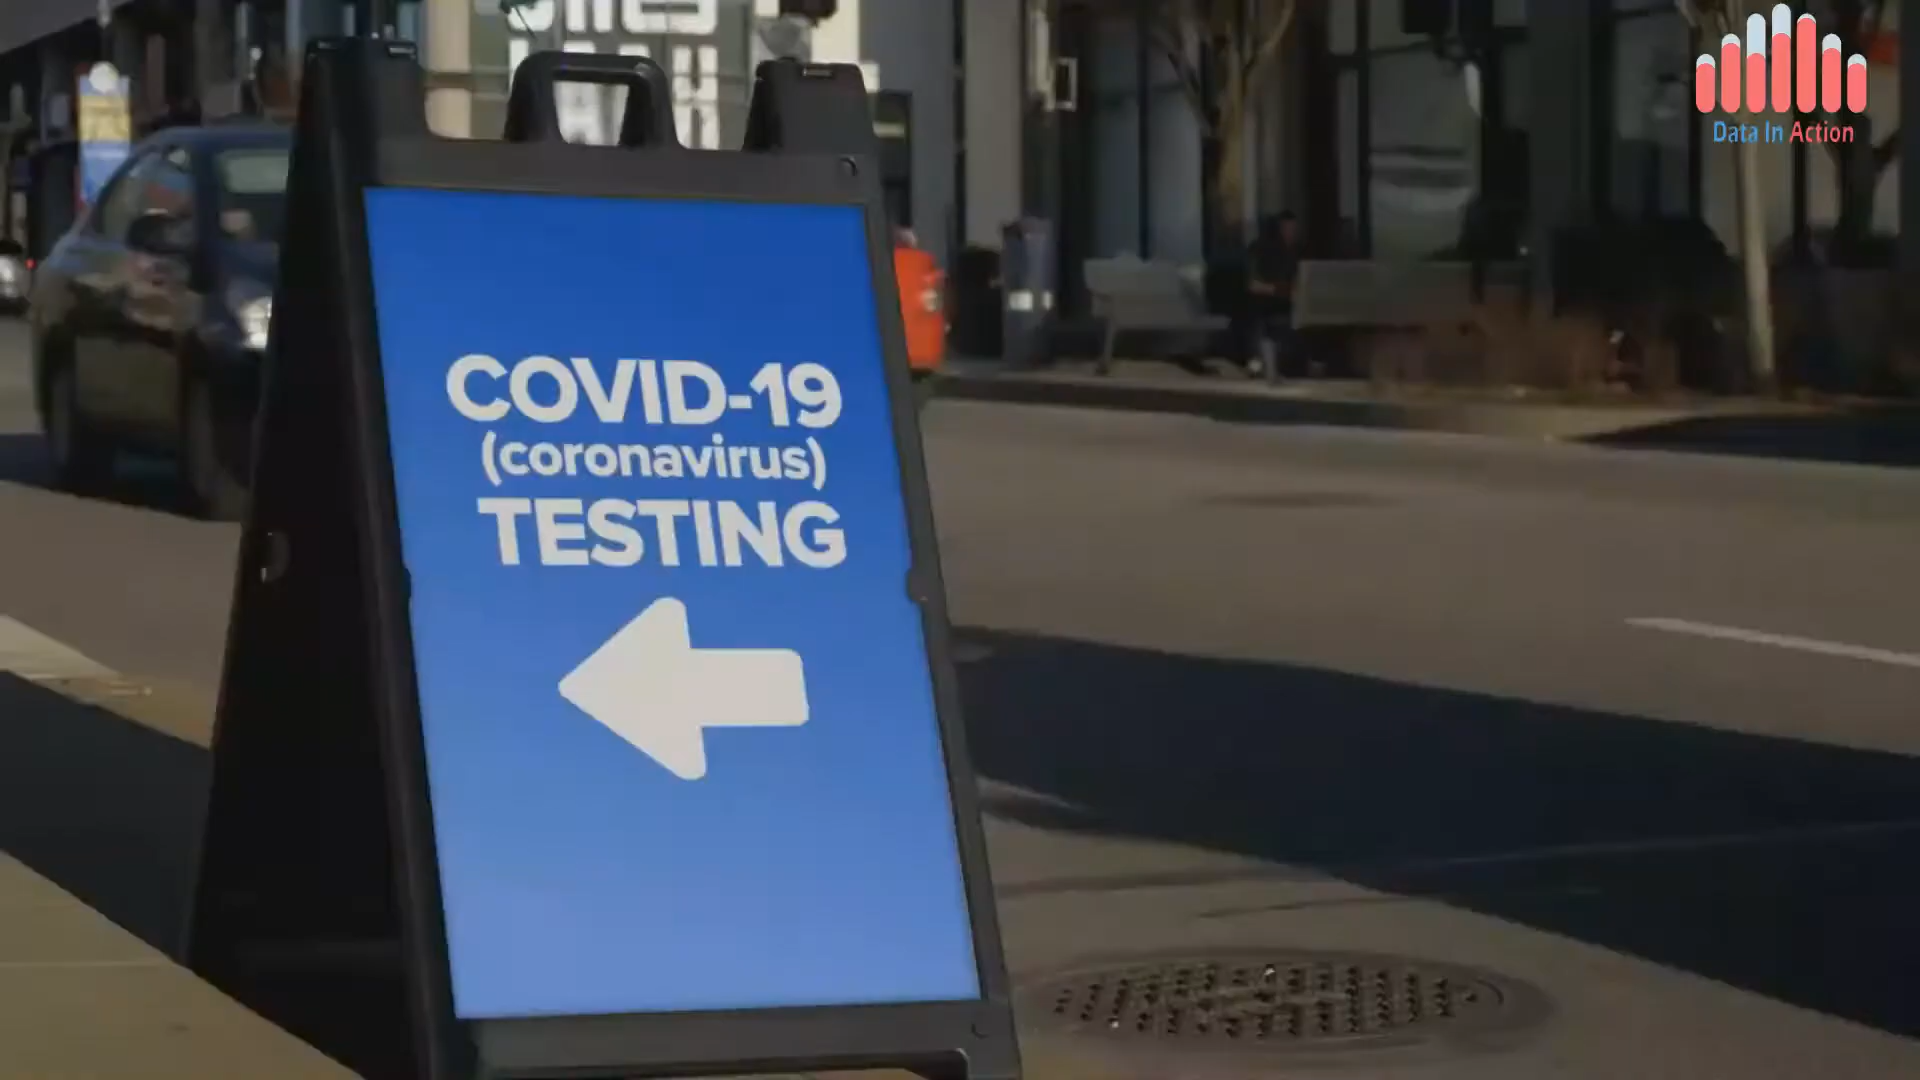 Data In Action
COVID-19
(coronavirus)
TESTING